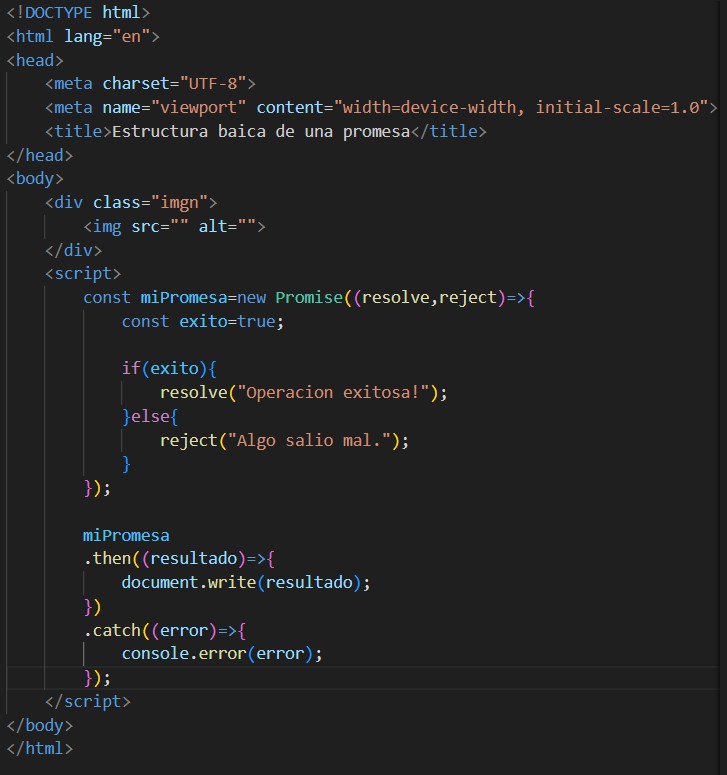 <!DOCTYPE html>
<html lang="en">
<head>
    <meta charset="UTF-8">
    <meta name="viewport" content="width=device-width, initial-scale=1.0">
    <title>Estructura baica de una promesa</title>
</head>
<body>
    <div class="imgn">
        <img src="" alt="">
    </div>
    <script>
        const miPromesa=new Promise((resolve,reject)=>{
            const exito=true;

            if(exito){
                resolve("Operacion exitosa!");
            }else{
                reject("Algo salio mal.");
            }
        });

        miPromesa
        .then((resultado)=>{
            document.write(resultado);
        })
        .catch((error)=>{
            console.error(error);
        });
    </script>
</body>
</html>